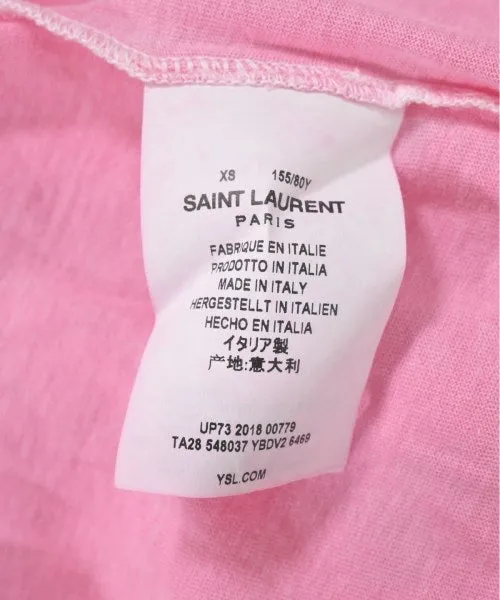 XS 155/80Y
SAINT LAURENT
PARIS
FABRIQUE EN ITALIE
PRODOTTO IN ITALIA
MADE IN ITALY
HERGESTELLT IN ITALIEN
HECHO EN ITALIA
イタリア製
产地:意大利
UP73 2018 00779
TA28 548037 YBDV2 6469
YSL.COM